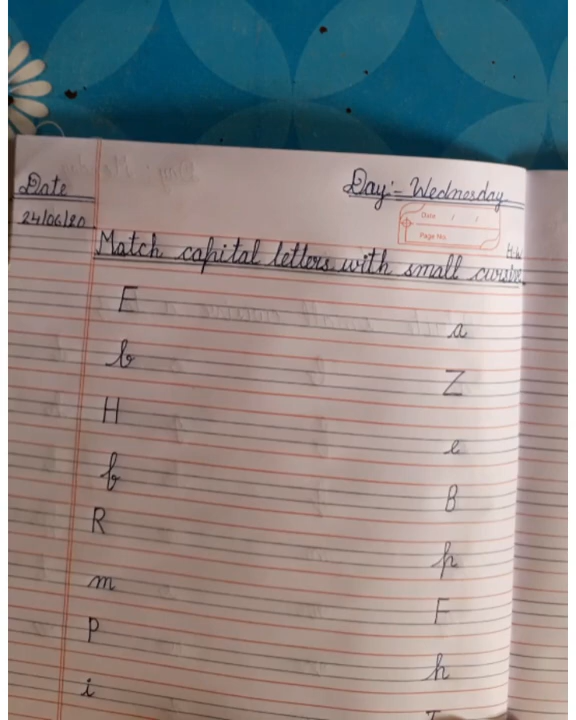 Date
Day:- Wednesday
24/06/20
Date / /
Page No.
H.W
Match capital letters with small cursive.
E
a
b
Z
H
e
f
B
R
p
m
F
P
h
i